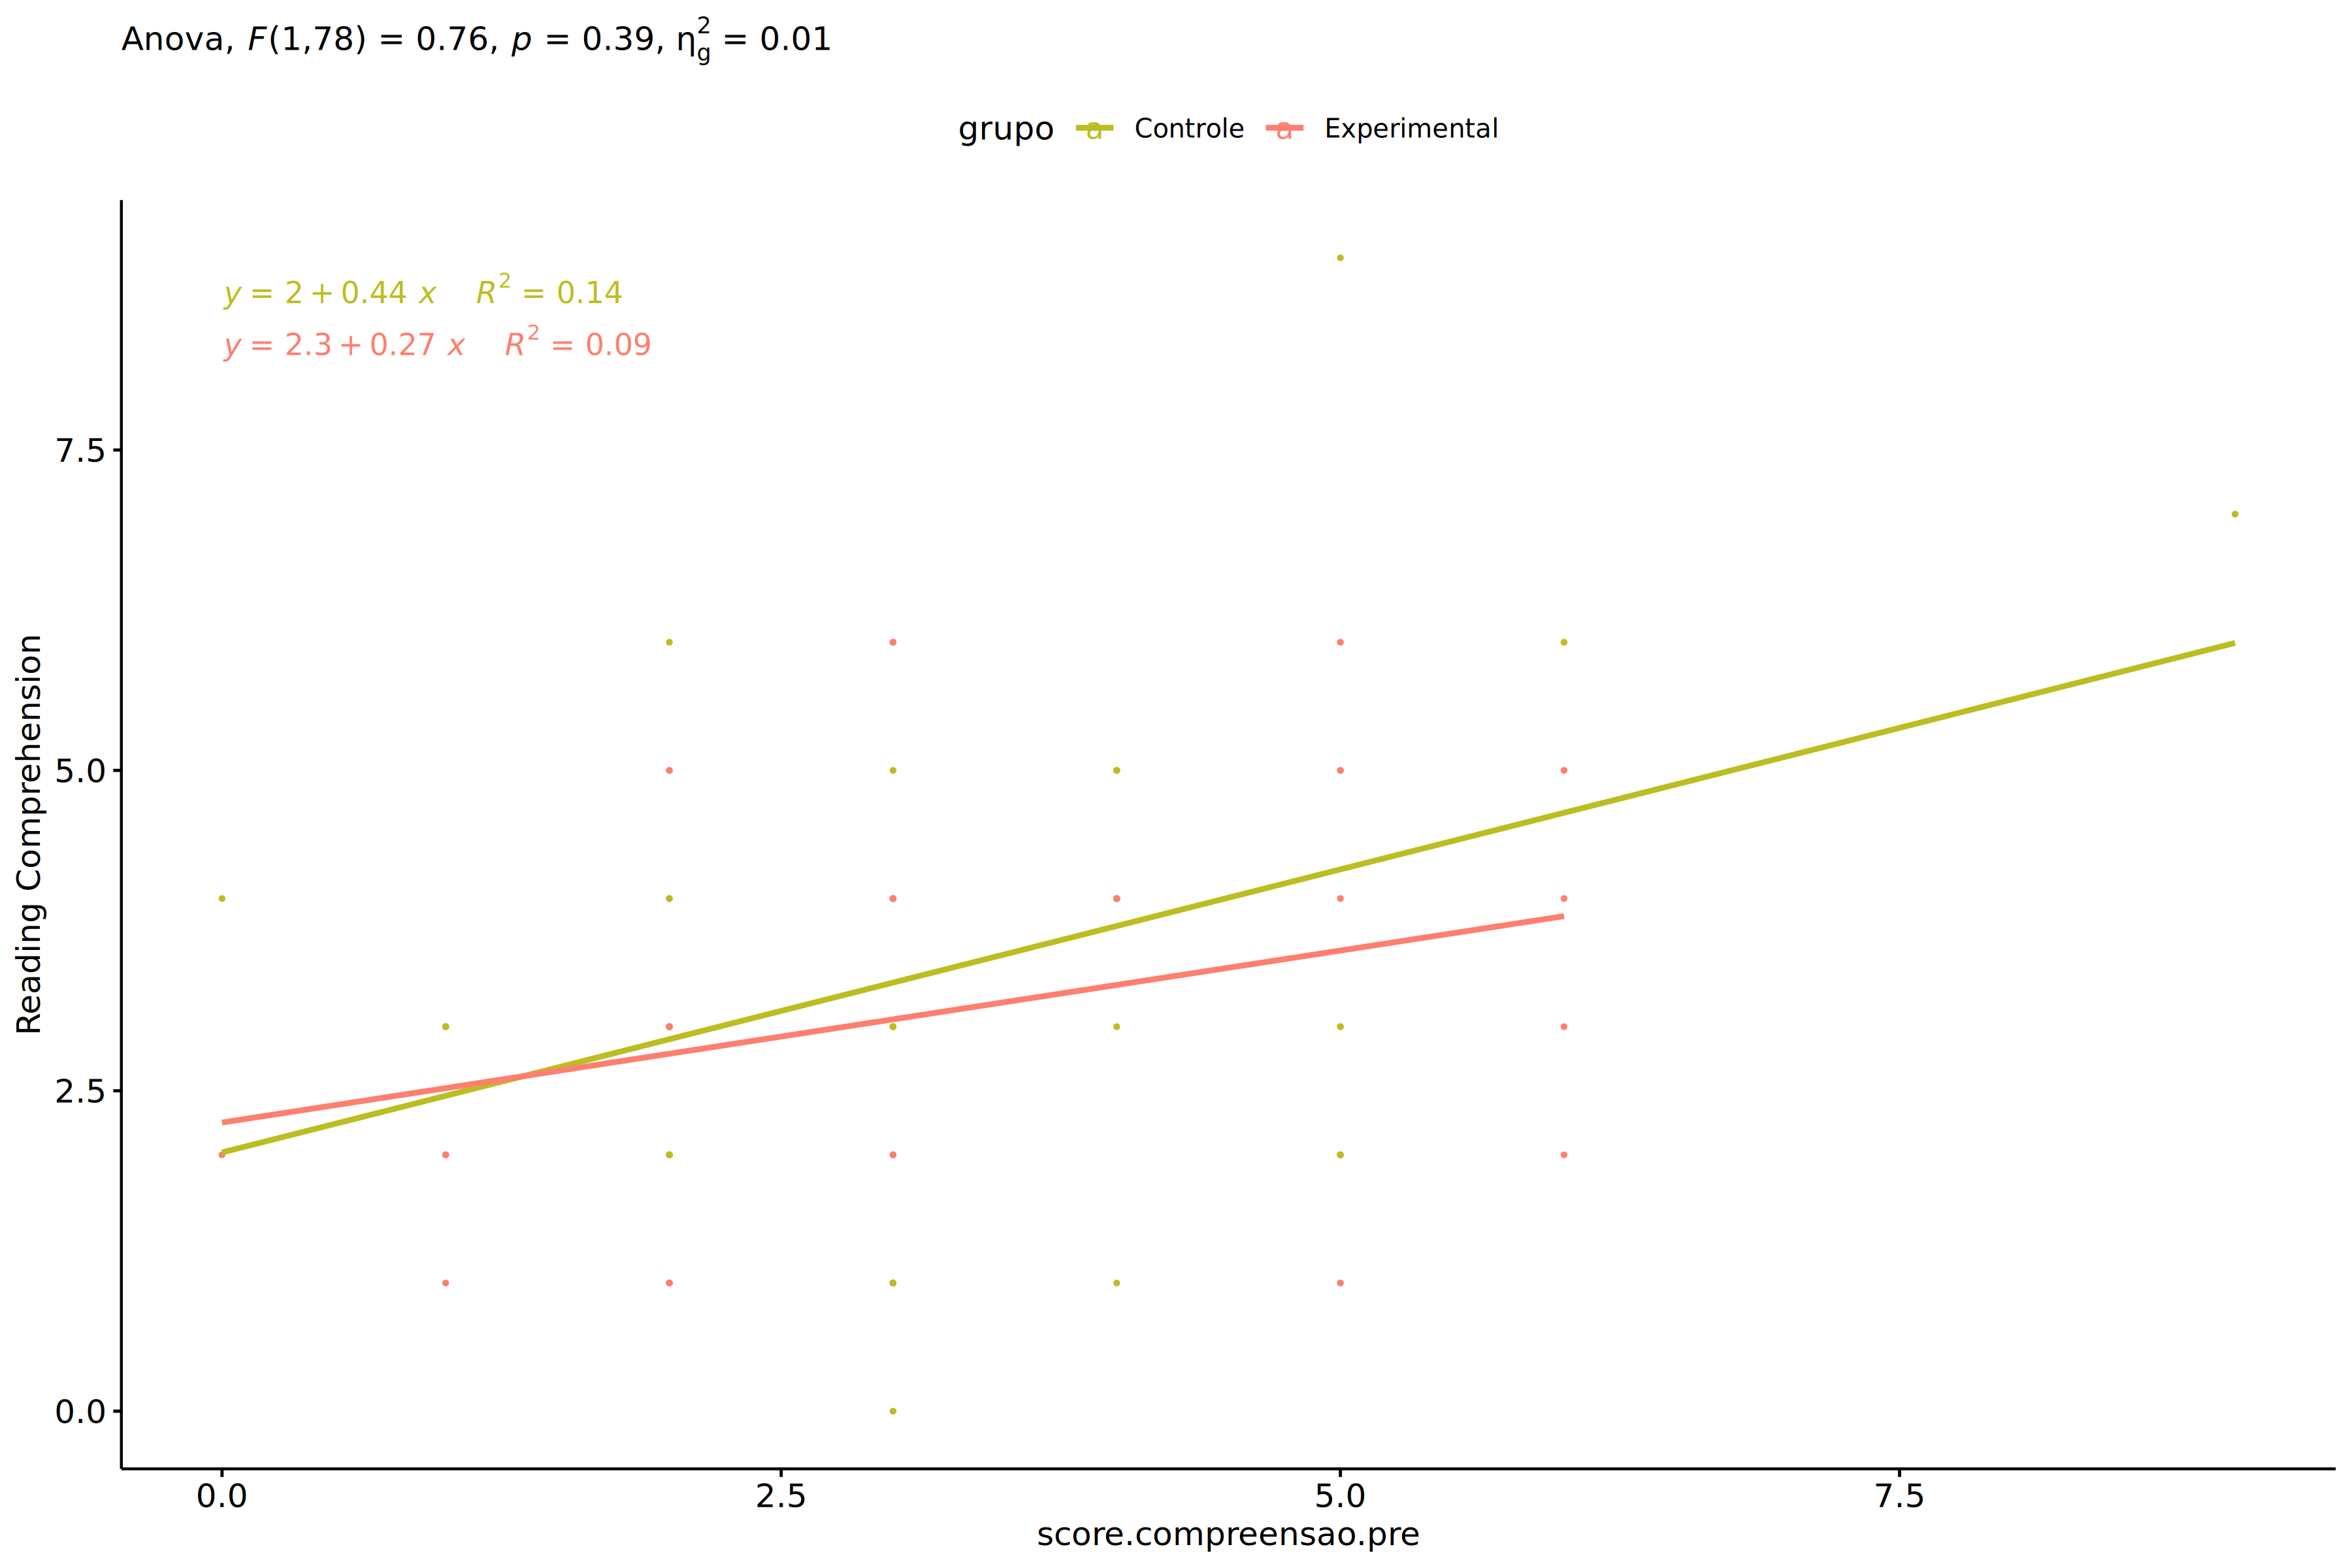 Anova, F(1,78) = 0.76, p = 0.39, η²g = 0.01
grupo a Controle a Experimental
y = 2 + 0.44 x R² = 0.14
y = 2.3 + 0.27 x R² = 0.09
7.5
5.0
2.5
0.0
Reading Comprehension
0.0 2.5 5.0 7.5
score.compreensao.pre